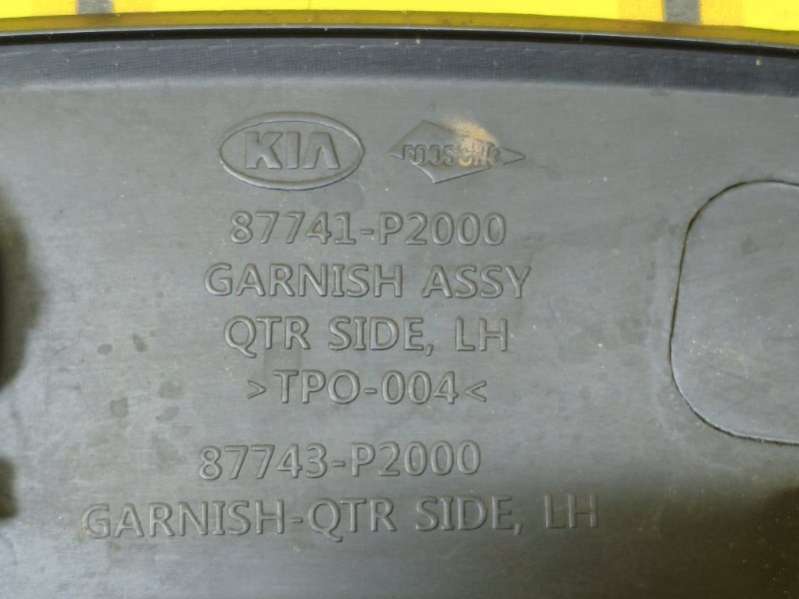 KIA
87741-P2000
GARNISH ASSY
QTR SIDE, LH
>TPO-004<
87743-P2000
GARNISH-QTR SIDE, LH